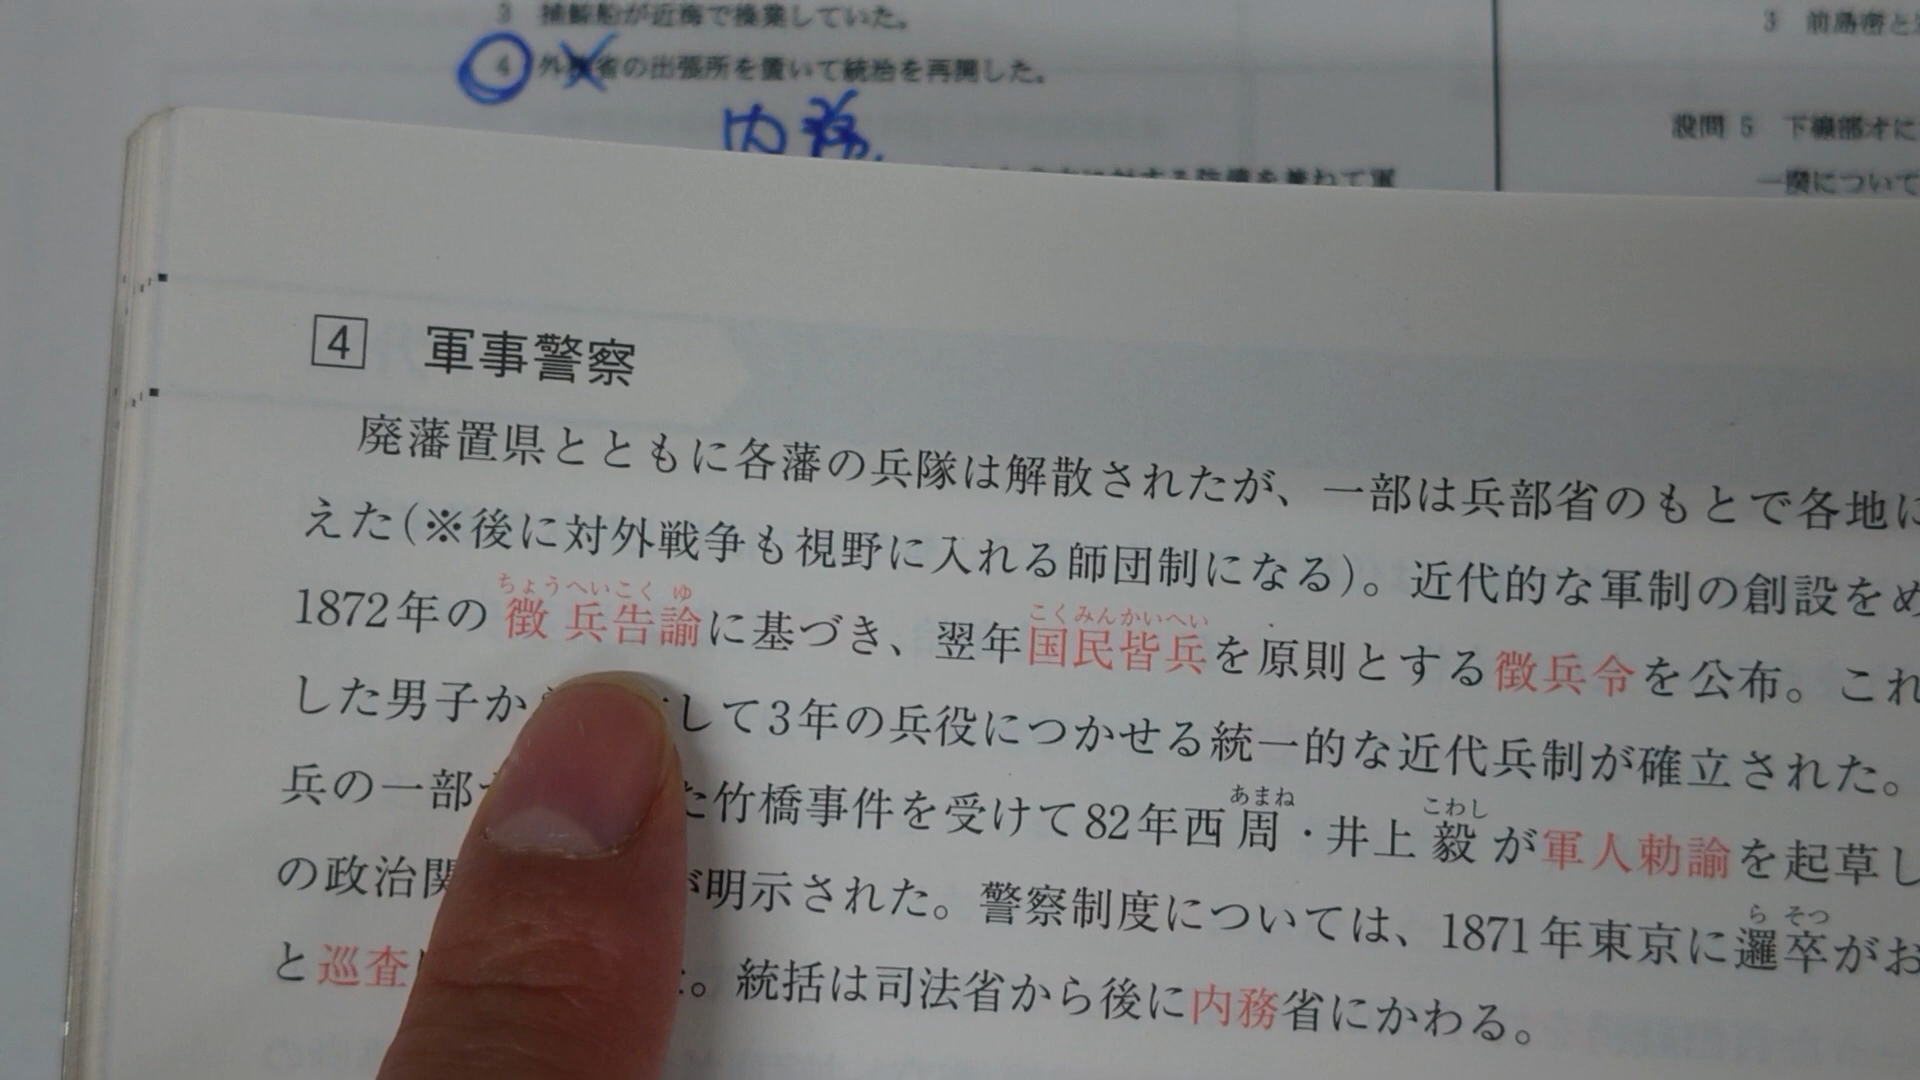 3 捕鯨船が近海で操業していた。
4 外務省の出張所を置いて統治を再開した。
内務
に対する防備を兼ねて軍
3 前島密と
設問 5 下線部オに
一関について
4 軍事警察
廃藩置県とともに各藩の兵隊は解散されたが、一部は兵部省のもとで各地に
えた(※後に対外戦争も視野に入れる師団制になる)。近代的な軍制の創設をめ
ちょうへいこくゆ こくみんかいへい
1872年の徴兵告諭に基づき、翌年国民皆兵を原則とする徴兵令を公布。これ
した男子か して3年の兵役につかせる統一的な近代兵制が確立された。
あまね こわし
兵の一部 た竹橋事件を受けて82年西周・井上毅が軍人勅諭を起草し
らそつ
の政治関 が明示された。警察制度については、1871年東京に邏卒がお
と巡査 。統括は司法省から後に内務省にかわる。